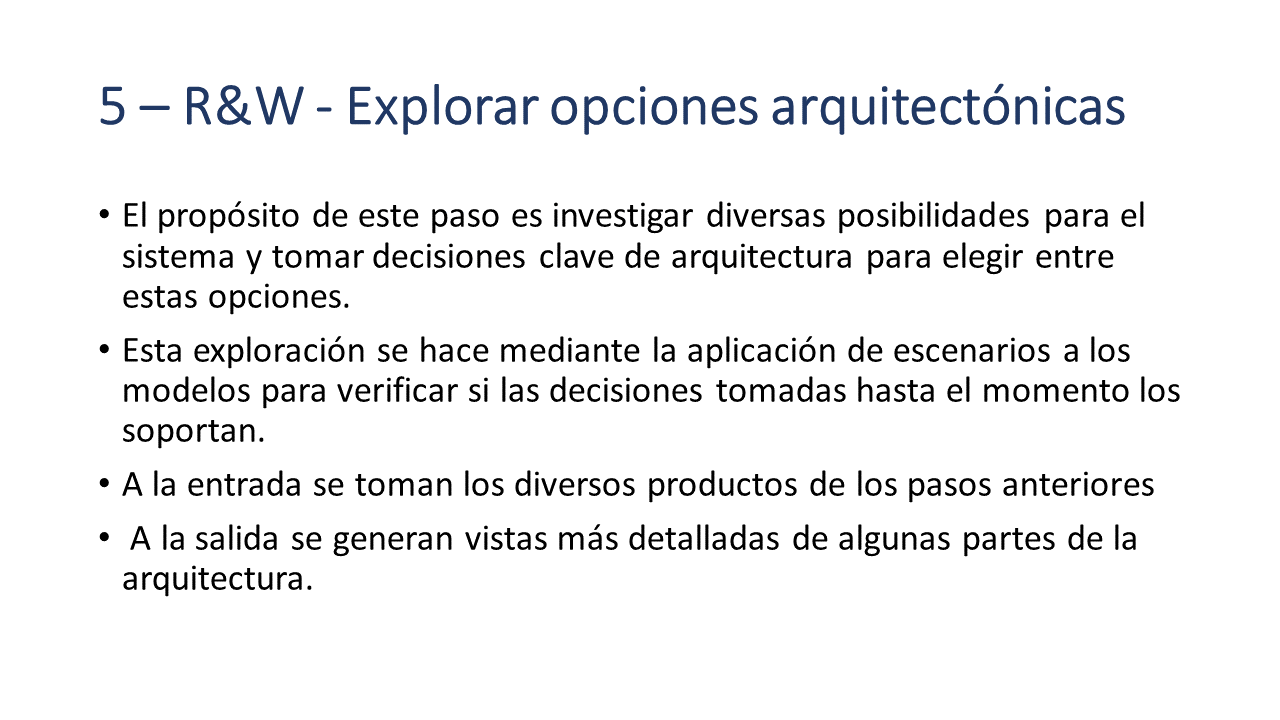 5 – R&W - Explorar opciones arquitectónicas
• El propósito de este paso es investigar diversas posibilidades para el
sistema y tomar decisiones clave de arquitectura para elegir entre
estas opciones.
• Esta exploración se hace mediante la aplicación de escenarios a los
modelos para verificar si las decisiones tomadas hasta el momento los
soportan.
• A la entrada se toman los diversos productos de los pasos anteriores
• A la salida se generan vistas más detalladas de algunas partes de la
arquitectura.